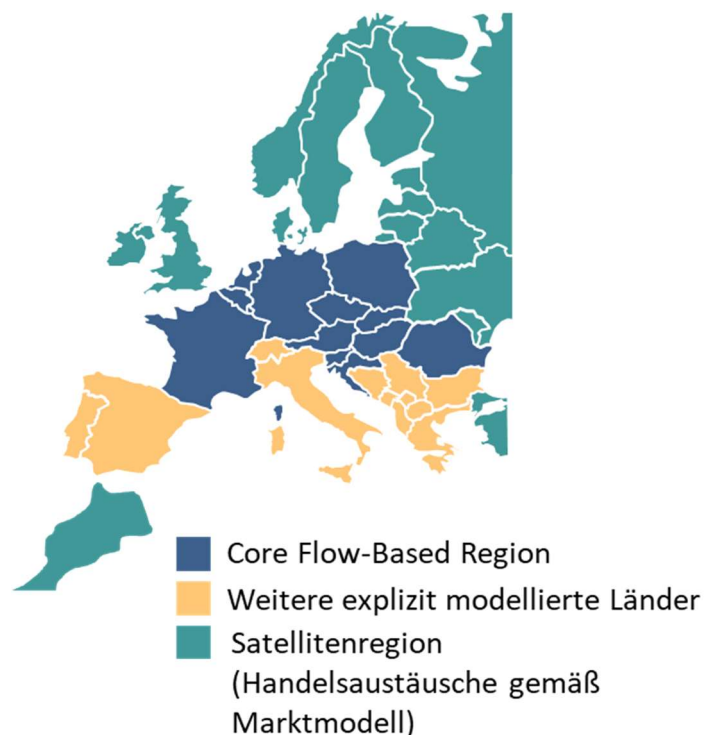 Core Flow-Based Region
Weitere explizit modellierte Länder
Satellitenregion
(Handelsaustäusche gemäß
Marktmodell)